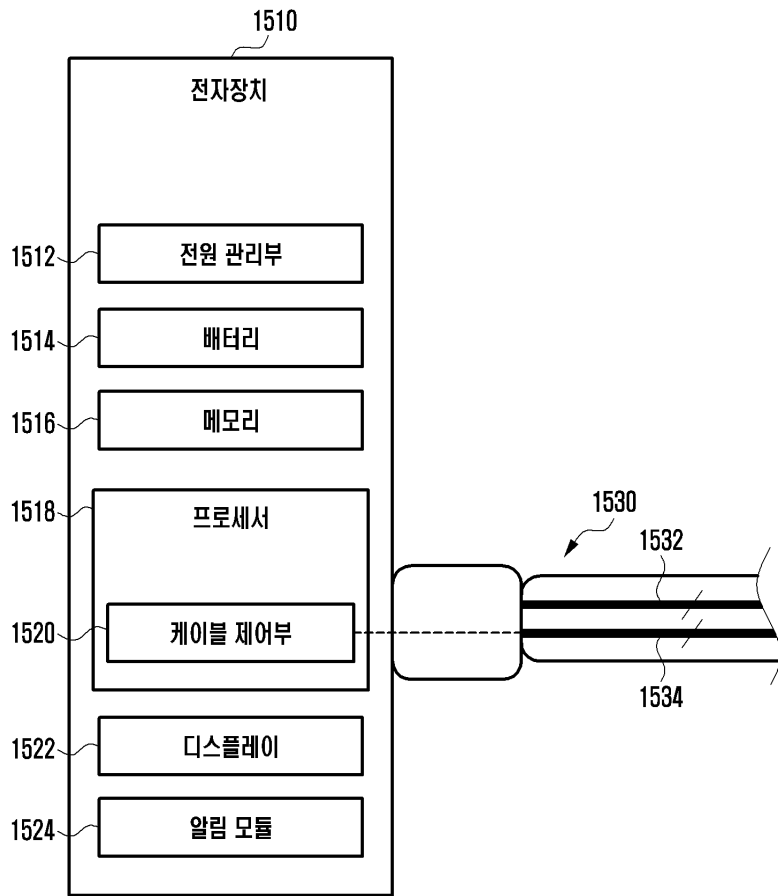 1510
전자장치
1512
전원 관리부
1514
배터리
1516
메모리
1518
프로세서
1530
1532
1520
케이블 제어부
1534
1522
디스플레이
1524
알림 모듈